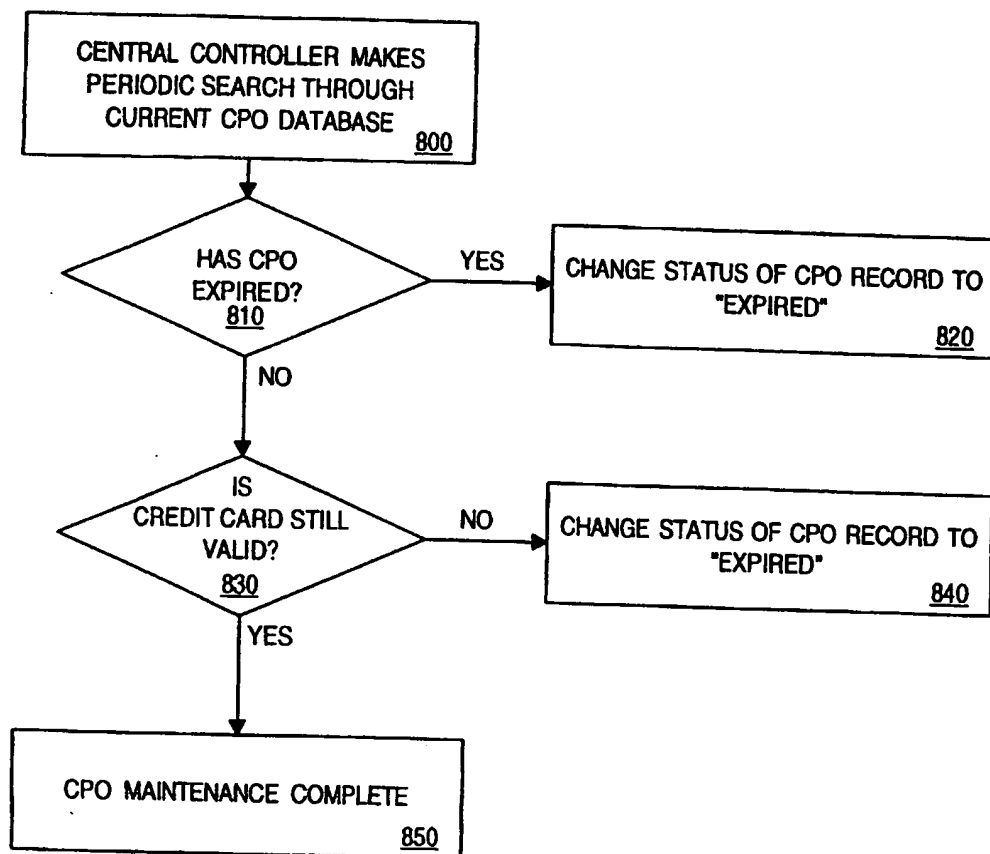 CENTRAL CONTROLLER MAKES
PERIODIC SEARCH THROUGH
CURRENT CPO DATABASE
800
HAS CPO
EXPIRED?
810
YES
CHANGE STATUS OF CPO RECORD TO
"EXPIRED"
820
NO
IS
CREDIT CARD STILL
VALID?
830
NO
CHANGE STATUS OF CPO RECORD TO
"EXPIRED"
840
YES
CPO MAINTENANCE COMPLETE
850